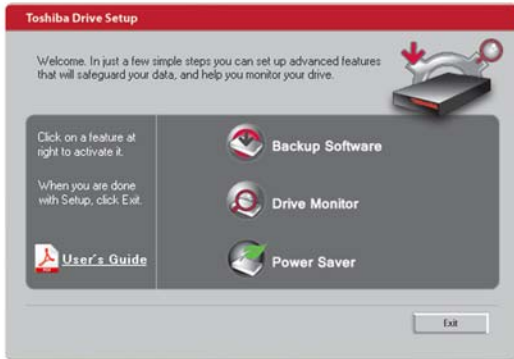 Toshiba Drive Setup
Welcome. In just a few simple steps you can set up advanced features
that will safeguard your data, and help you monitor your drive.
Click on a feature at
right to activate it.
When you are done
with Setup, click Exit.
User's Guide
Backup Software
Drive Monitor
Power Saver
Exit